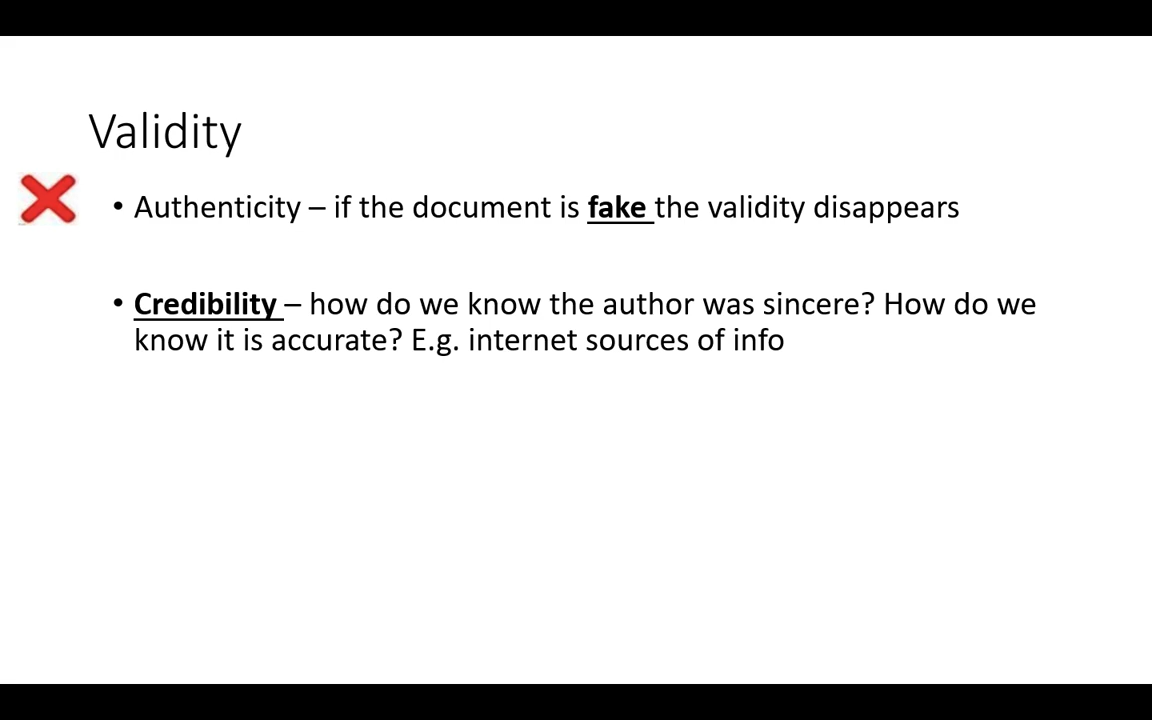 Validity
• Authenticity – if the document is fake the validity disappears
• Credibility – how do we know the author was sincere? How do we
know it is accurate? E.g. internet sources of info